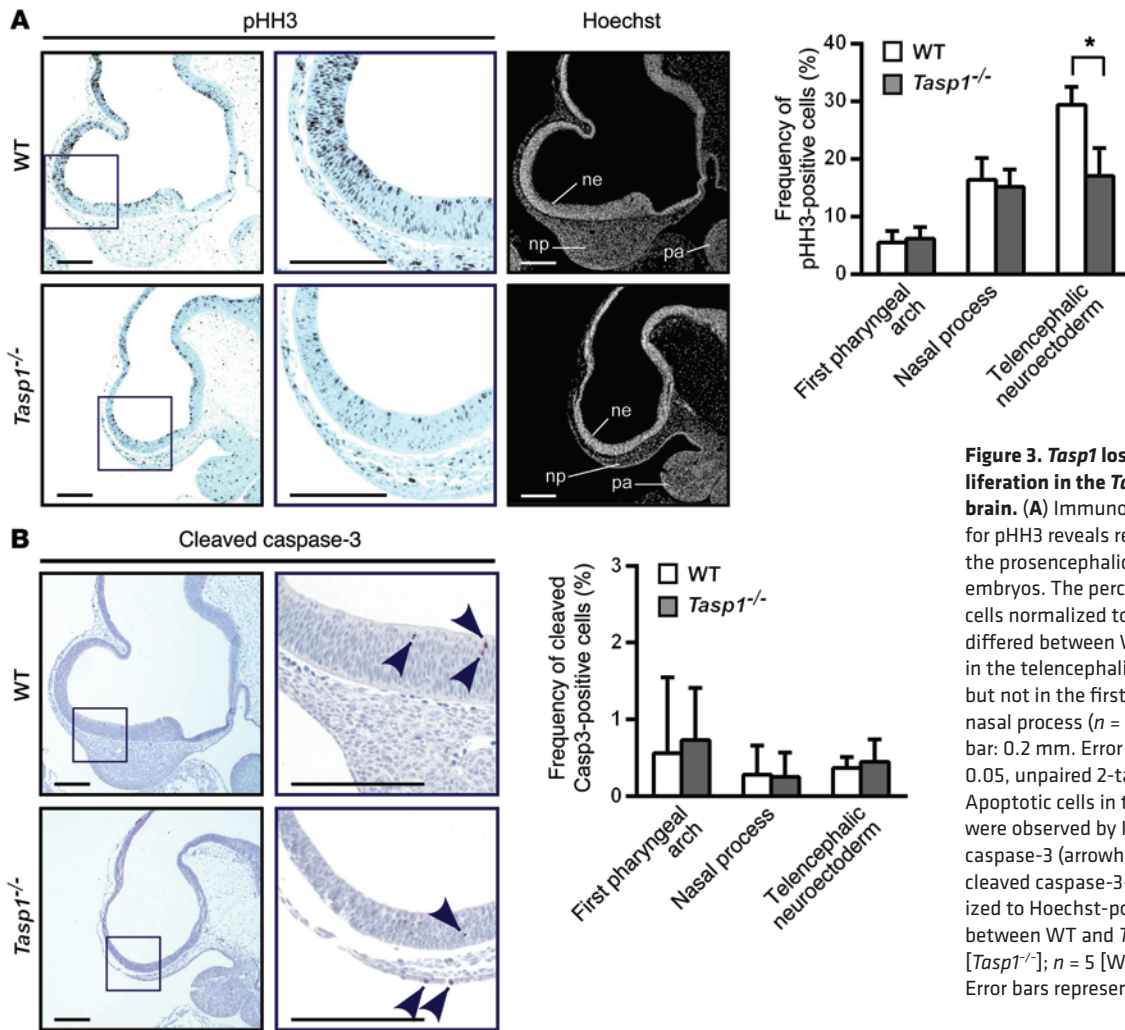 A
pHH3
Hoechst
WT
ne
np
pa
Tasp1-/-
ne
np
pa
40
30
20
10
0
Frequency of
pHH3-positive cells (%)
WT
Tasp1-/-
*
First pharyngeal
arch
Nasal process
Telencephalic
neuroectoderm
B
Cleaved caspase-3
WT
Tasp1-/-
3
2
1
0
Frequency of cleaved
Casp3-positive cells (%)
WT
Tasp1-/-
First pharyngeal
arch
Nasal process
Telencephalic
neuroectoderm
Figure 3. Tasp1 los
liferation in the Ta
brain. (A) Immuno
for pHH3 reveals re
the prosencephalic
embryos. The perc
cells normalized to
differed between W
in the telencephali
but not in the first
nasal process (n =
bar: 0.2 mm. Error
0.05, unpaired 2-ta
Apoptotic cells in t
were observed by I
caspase-3 (arrowh
cleaved caspase-3-
ized to Hoechst-po
between WT and T
[Tasp1-/-]; n = 5 [W
Error bars represen